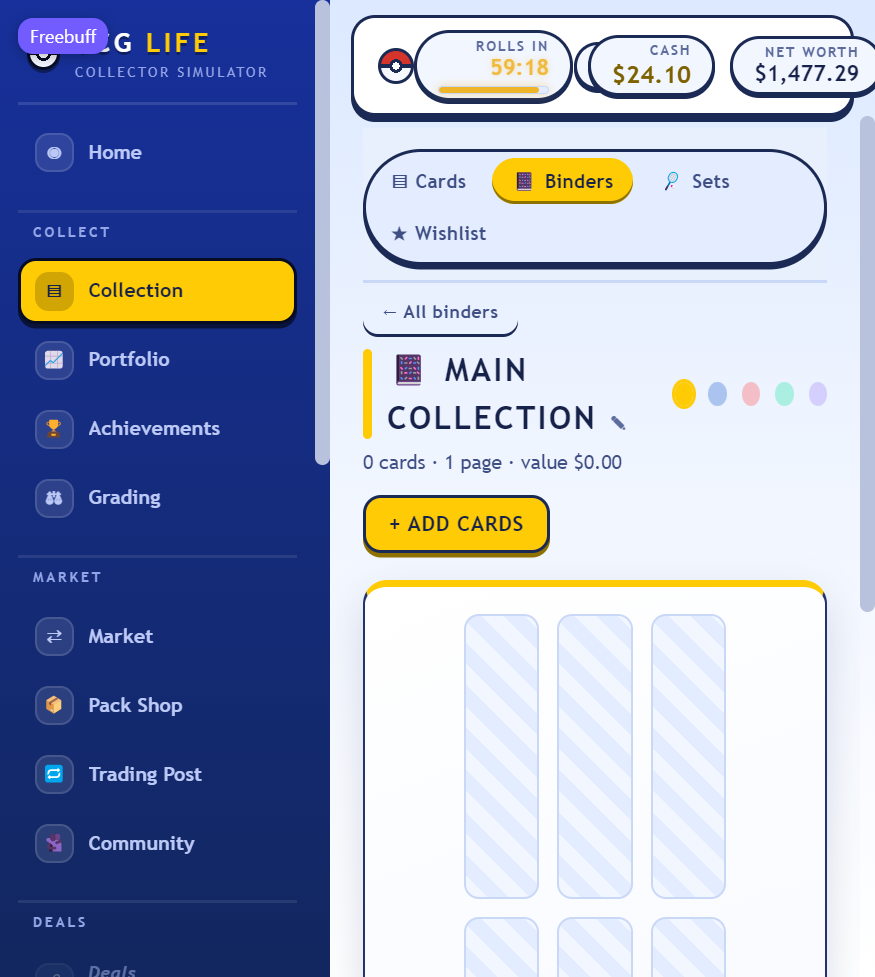 Freebuff
CG LIFE
COLLECTOR SIMULATOR
Home
COLLECT
Collection
Portfolio
Achievements
Grading
MARKET
Market
Pack Shop
Trading Post
Community
DEALS
Deals
ROLLS IN
59:18
CASH
$24.10
NET WORTH
$1,477.29
Cards
Binders
Sets
★ Wishlist
← All binders
MAIN
COLLECTION
0 cards · 1 page · value $0.00
+ ADD CARDS